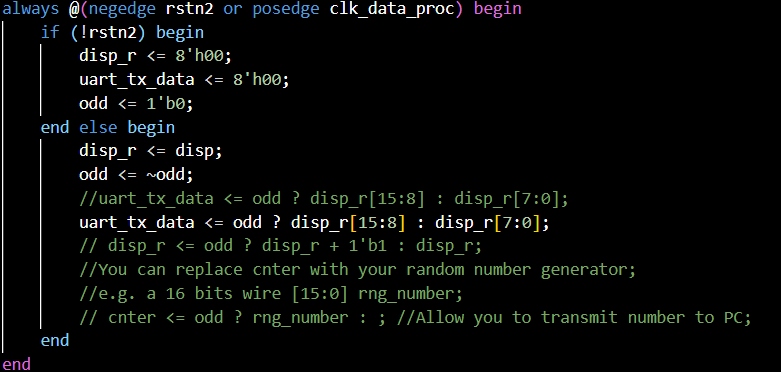 always @(negedge rstn2 or posedge clk_data_proc) begin
if (!rstn2) begin
disp_r <= 8'h00;
uart_tx_data <= 8'h00;
odd <= 1'b0;
end else begin
disp_r <= disp;
odd <= ~odd;
//uart_tx_data <= odd ? disp_r[15:8] : disp_r[7:0];
uart_tx_data <= odd ? disp_r[15:8] : disp_r[7:0];
// disp_r <= odd ? disp_r + 1'b1 : disp_r;
//You can replace cnter with your random number generator;
//e.g. a 16 bits wire [15:0] rng_number;
// cnter <= odd ? rng_number : ; //Allow you to transmit number to PC;
end
end